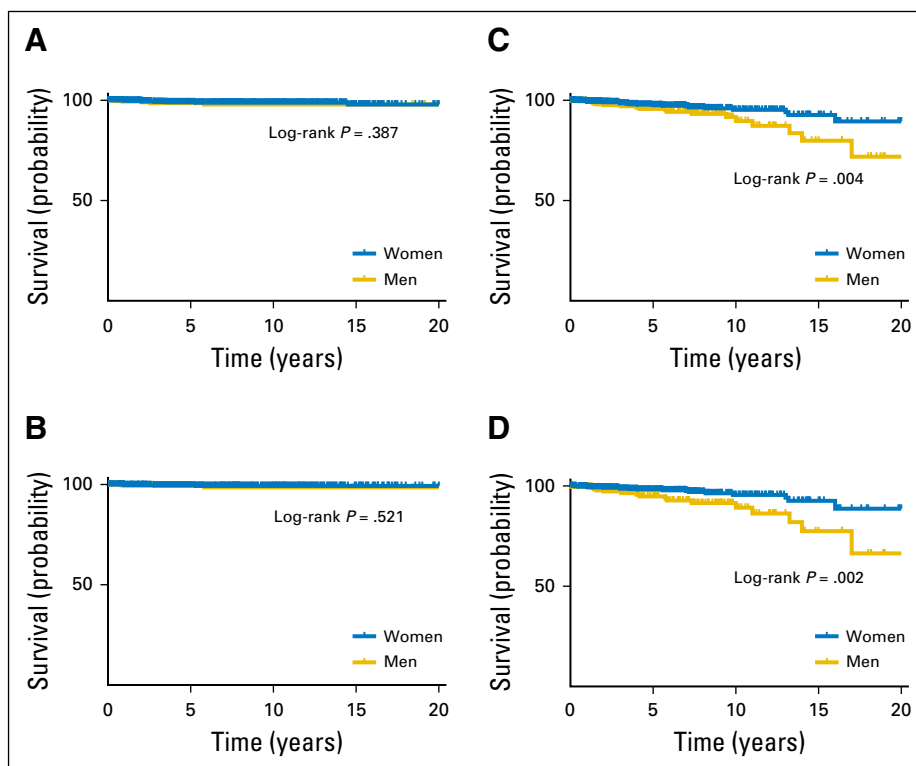 A
Survival (probability)
100
50
Log-rank P = .387
Women
Men
0 5 10 15 20
Time (years)
C
Survival (probability)
100
50
Log-rank P = .004
Women
Men
0 5 10 15 20
Time (years)
B
Survival (probability)
100
50
Log-rank P = .521
Women
Men
0 5 10 15 20
Time (years)
D
Survival (probability)
100
50
Log-rank P = .002
Women
Men
0 5 10 15 20
Time (years)